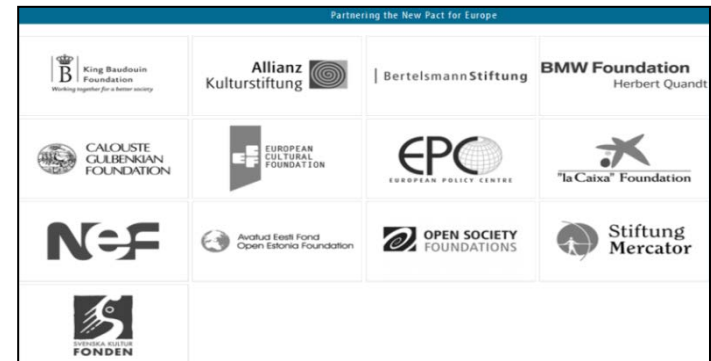 Partnering the New Pact for Europe
B
King Baudouin
Foundation
Working together for a better society
Allianz
Kulturstiftung
BertelsmannStiftung
BMW Foundation
Herbert Quandt
CALOUSTE
GULBENKIAN
FOUNDATION
EUROPEAN
CULTURAL
FOUNDATION
EPC
EUROPEAN POLICY CENTRE
"la Caixa" Foundation
NEF
Avatud Eesti Fond
Open Estonia Foundation
OPEN SOCIETY
FOUNDATIONS
Stiftung
Mercator
SVENSKA KULTUR
FONDEN